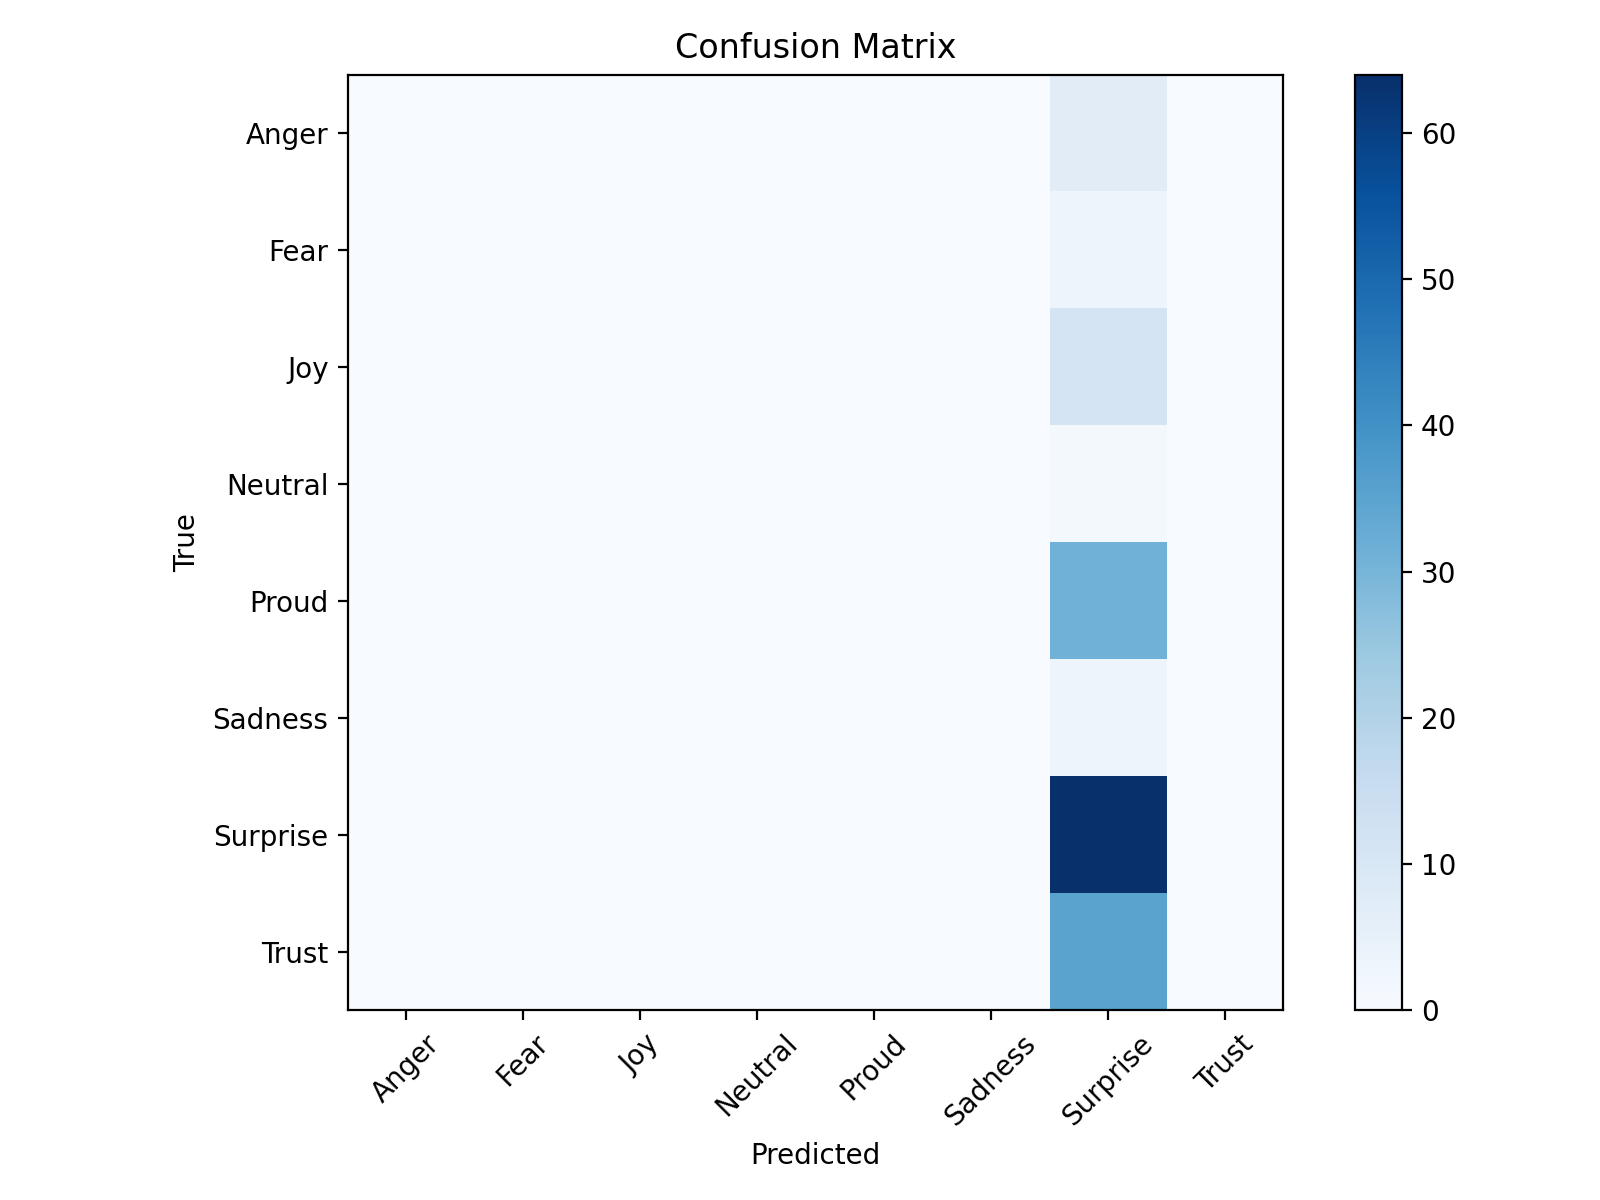 Confusion Matrix
Anger
Fear
Joy
Neutral
Proud
Sadness
Surprise
Trust
True
Anger Fear Joy Neutral Proud Sadness Surprise Trust
Predicted
60
50
40
30
20
10
0